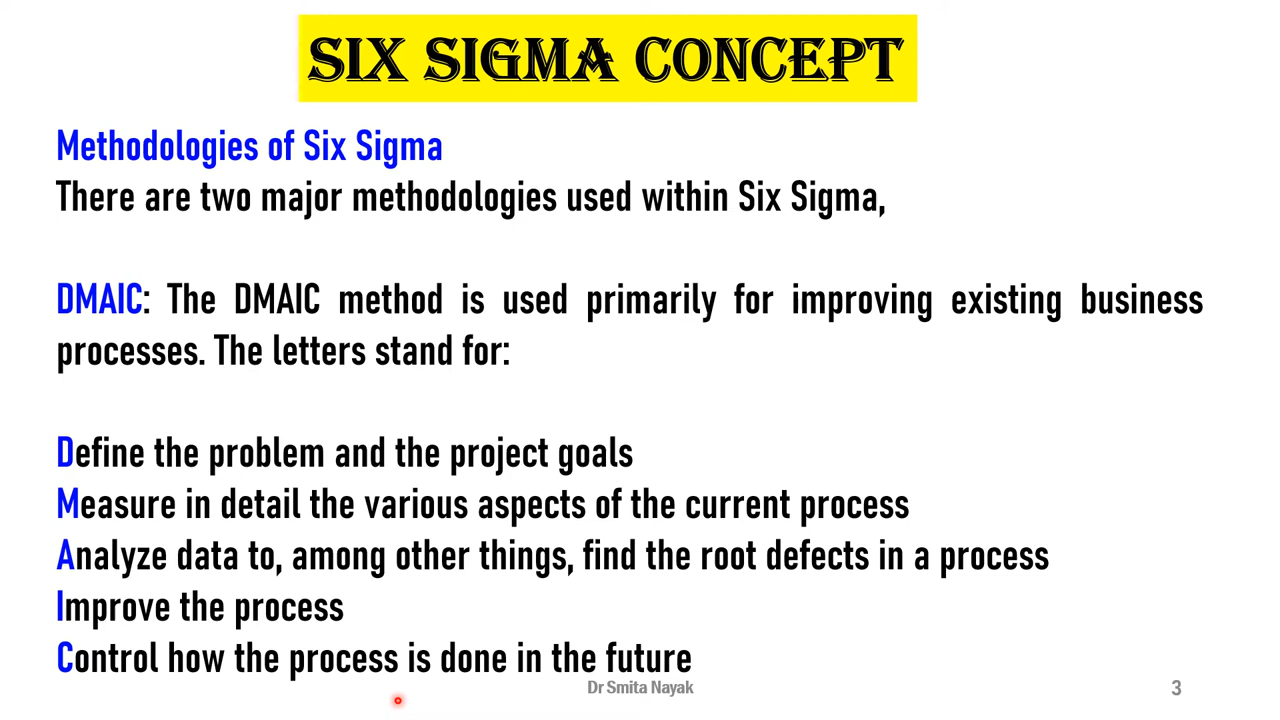 SIX SIGMA CONCEPT
Methodologies of Six Sigma
There are two major methodologies used within Six Sigma,
DMAIC: The DMAIC method is used primarily for improving existing business
processes. The letters stand for:
Define the problem and the project goals
Measure in detail the various aspects of the current process
Analyze data to, among other things, find the root defects in a process
Improve the process
Control how the process is done in the future
Dr Smita Nayak
3